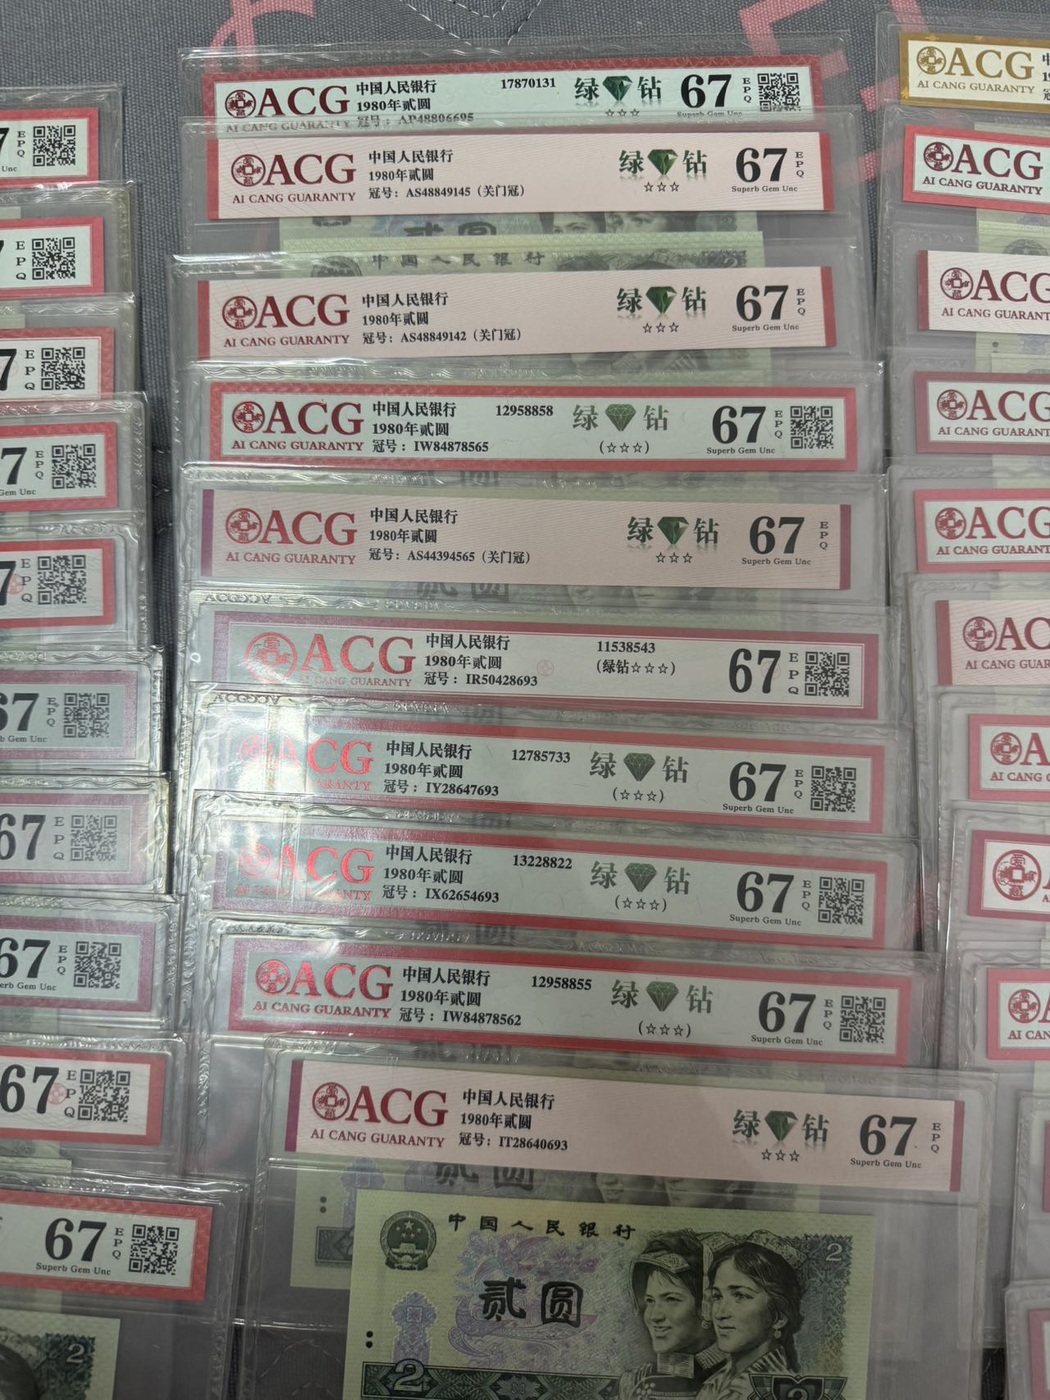 ACG 中国人民银行 17870131 绿钻 67 EPQ
AI CANG GUARANTY 1980年贰圆 ☆☆☆ Superb Gem Unc
冠号：AP48806695
ACG 中国人民银行 绿钻 67 EPQ
1980年贰圆 ☆☆☆
AI CANG GUARANTY 冠号：AS48849145（关门冠） Superb Gem Unc
贰圆
中国人民银行
ACG 中国人民银行 绿钻 67 EPQ
1980年贰圆 ☆☆☆
AI CANG GUARANTY 冠号：AS48849142（关门冠） Superb Gem Unc
ACG 中国人民银行 12958858 绿钻 67 EPQ
1980年贰圆
AI CANG GUARANTY 冠号：IW84878565 (☆☆☆) Superb Gem Unc
ACG 中国人民银行 绿钻 67 EPQ
1980年贰圆
AI CANG GUARANTY 冠号：AS44394565（关门冠） ☆☆☆ Superb Gem Unc
ACG 中国人民银行 11538543 67 EPQ
1980年贰圆 (绿钻☆☆☆)
AI CANG GUARANTY 冠号：IR50428693
ACG 中国人民银行 12785733 绿钻 67 EPQ
1980年贰圆
冠号：IY28647693 (☆☆☆) Superb Gem Unc
ACG 中国人民银行 13228822 绿钻 67 EPQ
1980年贰圆
冠号：IX62654693 (☆☆☆) Superb Gem Unc
ACG 中国人民银行 12958855 绿钻 67 EPQ
1980年贰圆
AI CANG GUARANTY 冠号：IW84878562 (☆☆☆) Superb Gem Unc
ACG 中国人民银行 绿钻 67 EPQ
1980年贰圆
AI CANG GUARANTY 冠号：IT28640693 ☆☆☆ Superb Gem Unc
贰圆
中国人民银行 2
贰圆
2 2
67 EPQ
Superb Gem Unc
2
ACG
ACG
AI CANG GUARANTY